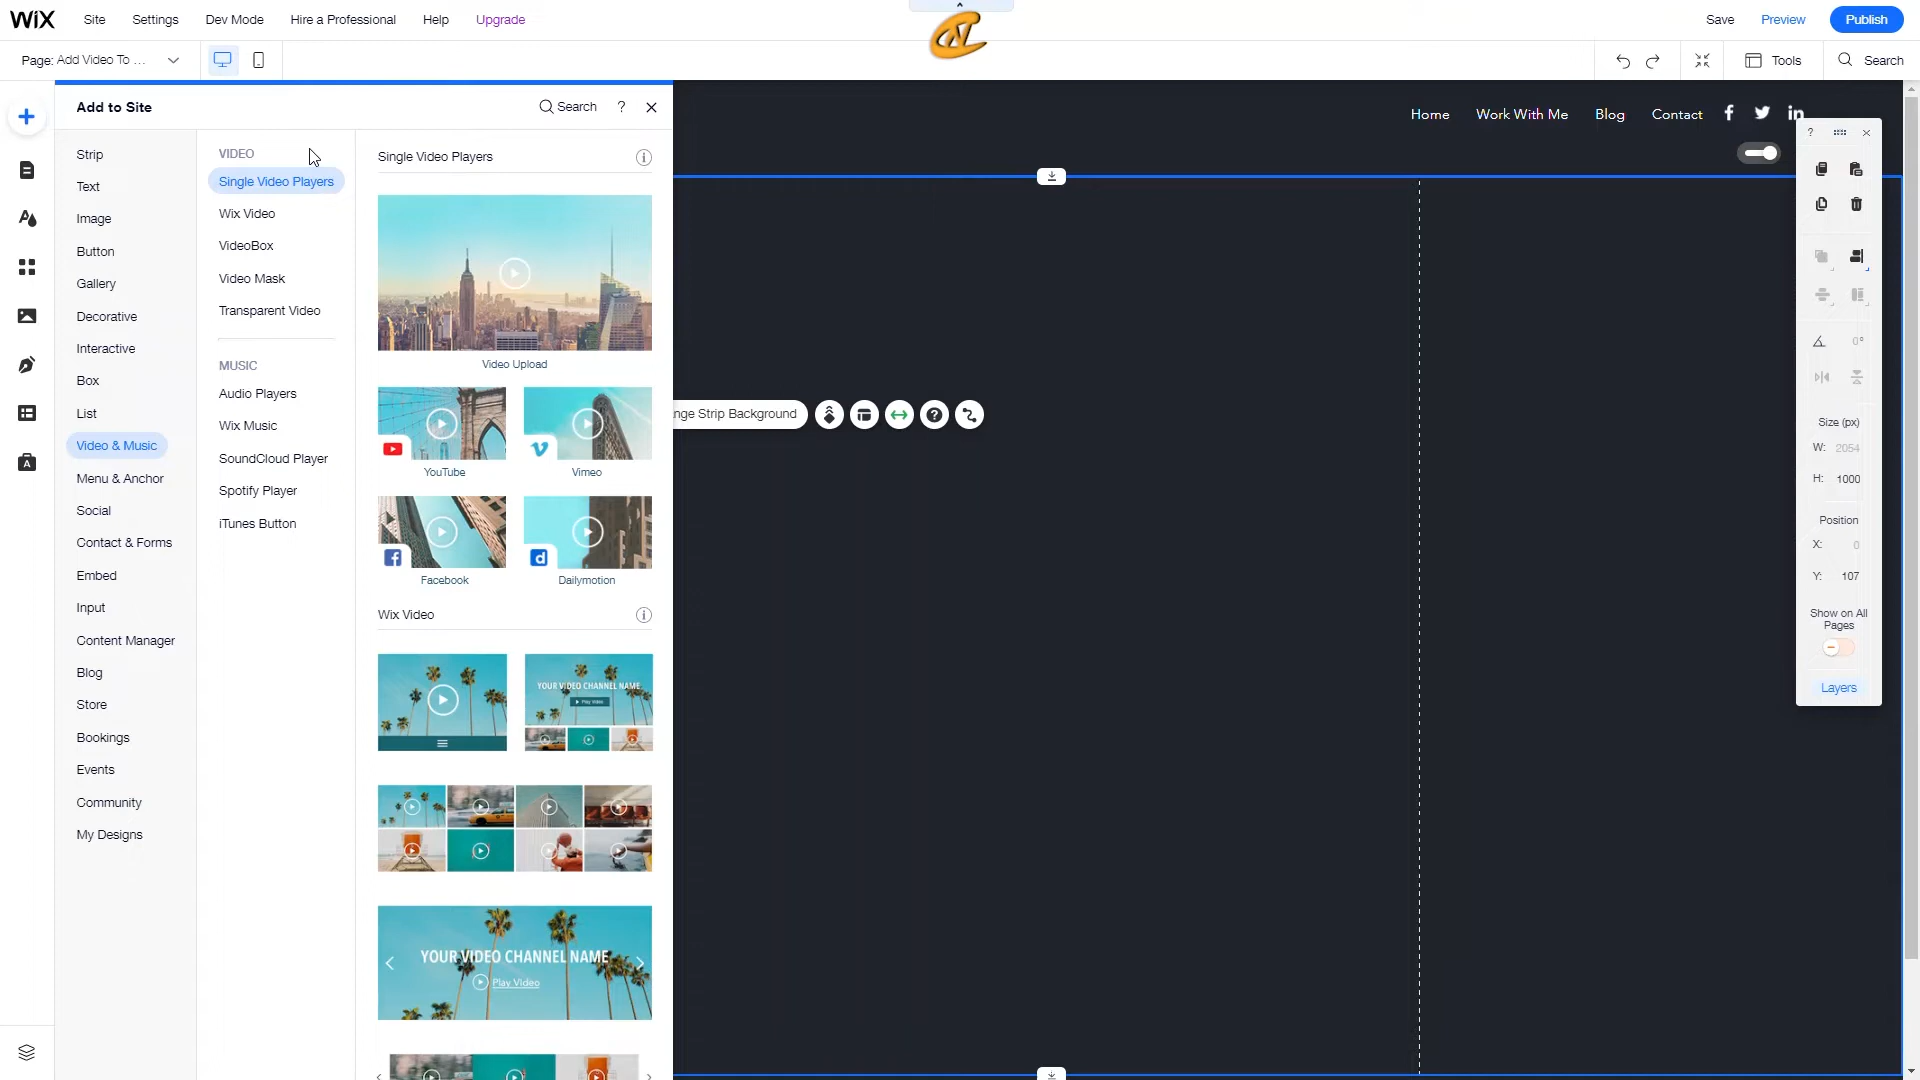 WiX Site Settings Dev Mode Hire a Professional Help Upgrade Save Preview Publish
Page: Add Video To ... Tools Search
Add to Site Search ?
Strip
Text
Image
Button
Gallery
Decorative
Interactive
Box
List
Video & Music
Menu & Anchor
Social
Contact & Forms
Embed
Input
Content Manager
Blog
Store
Bookings
Events
Community
My Designs
VIDEO
Single Video Players
Wix Video
VideoBox
Video Mask
Transparent Video
MUSIC
Audio Players
Wix Music
SoundCloud Player
Spotify Player
iTunes Button
Single Video Players
Video Upload
YouTube Vimeo
Facebook Dailymotion
Wix Video
YOUR VIDEO CHANNEL NAME
Play Video
YOUR VIDEO CHANNEL NAME
Play Video
Home Work With Me Blog Contact
nge Strip Background
?
0°
Size (px)
W: 2054
H: 1000
Position
X: 0
Y: 107
Show on All
Pages
Layers